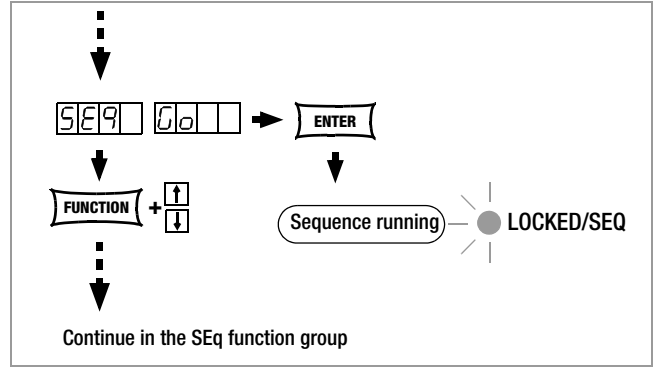 SEq Go ENTER
FUNCTION + ↑
↓
Sequence running LOCKED/SEQ
Continue in the SEq function group